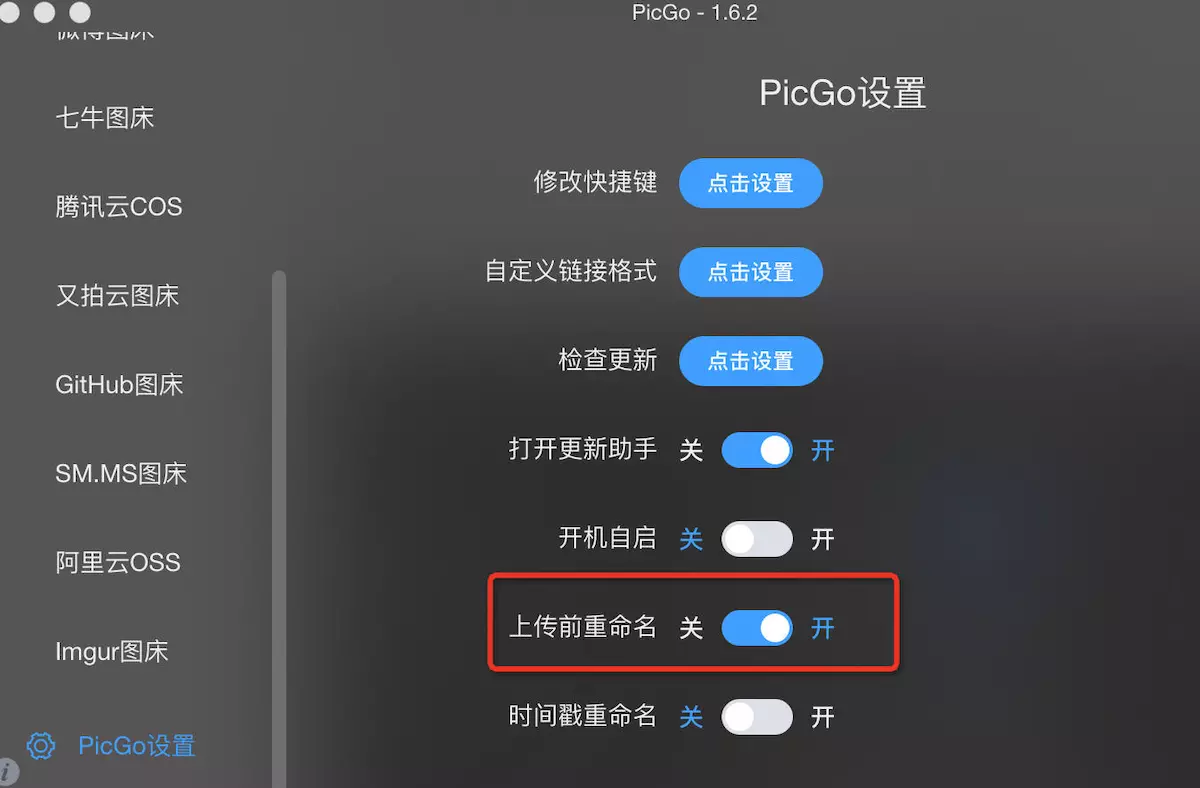 PicGo - 1.6.2
微博图床
七牛图床
腾讯云COS
又拍云图床
GitHub图床
SM.MS图床
阿里云OSS
Imgur图床
PicGo设置
PicGo设置
修改快捷键 点击设置
自定义链接格式 点击设置
检查更新 点击设置
打开更新助手 关 开
开机自启 关 开
上传前重命名 关 开
时间戳重命名 关 开